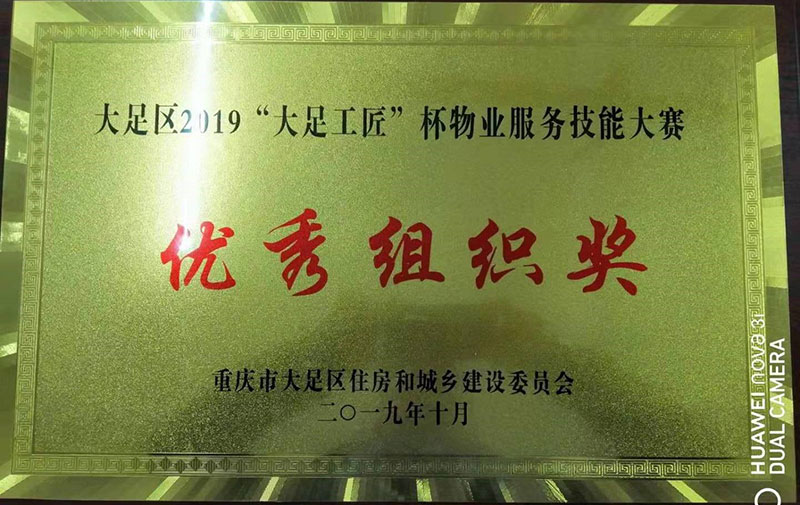 大足区2019“大足工匠”杯物业服务技能大赛
优秀组织奖
重庆市大足区住房和城乡建设委员会
二〇一九年十月
HUAWEI nova 3i
DUAL CAMERA